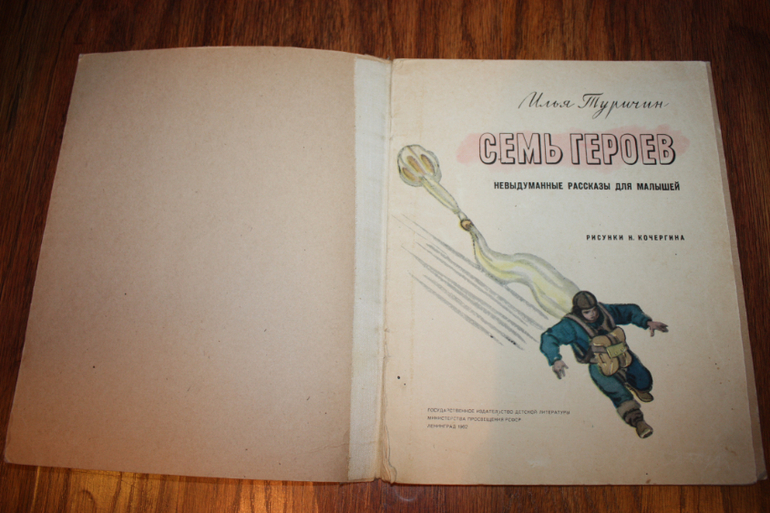 Илья Туричин
СЕМЬ ГЕРОЕВ
НЕВЫДУМАННЫЕ РАССКАЗЫ ДЛЯ МАЛЫШЕЙ
РИСУНКИ Н. КОЧЕРГИНА
ГОСУДАРСТВЕННОЕ ИЗДАТЕЛЬСТВО ДЕТСКОЙ ЛИТЕРАТУРЫ
МИНИСТЕРСТВА ПРОСВЕЩЕНИЯ РСФСР
ЛЕНИНГРАД